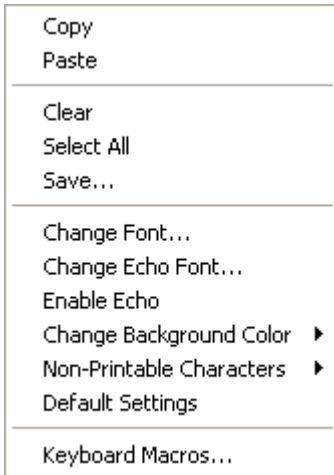 Copy
Paste
Clear
Select All
Save...
Change Font...
Change Echo Font...
Enable Echo
Change Background Color
Non-Printable Characters
Default Settings
Keyboard Macros...